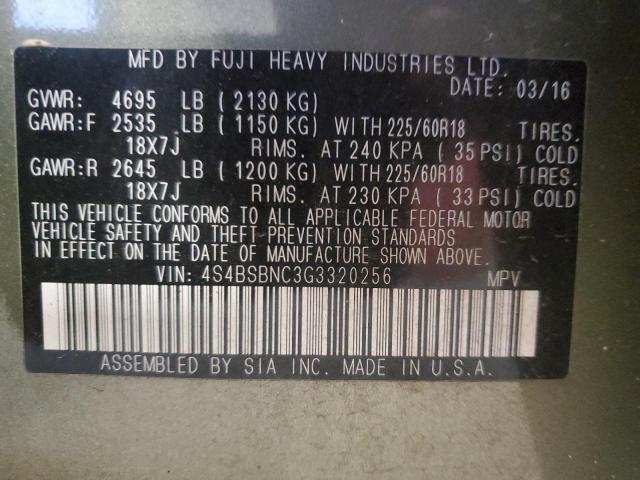 MFD BY FUJI HEAVY INDUSTRIES LTD.
DATE: 03/16
GVWR: 4695 LB ( 2130 KG)
GAWR:F 2535 LB ( 1150 KG) WITH 225/60R18 TIRES.
18X7J RIMS. AT 240 KPA ( 35 PSI) COLD
GAWR:R 2645 LB ( 1200 KG) WITH 225/60R18 TIRES.
18X7J RIMS. AT 230 KPA ( 33 PSI) COLD
THIS VEHICLE CONFORMS TO ALL APPLICABLE FEDERAL MOTOR
VEHICLE SAFETY AND THEFT PREVENTION STANDARDS
IN EFFECT ON THE DATE OF MANUFACTURE SHOWN ABOVE.
VIN: 4S4BSBNC3G3320256 MPV
ASSEMBLED BY SIA INC. MADE IN U.S.A.